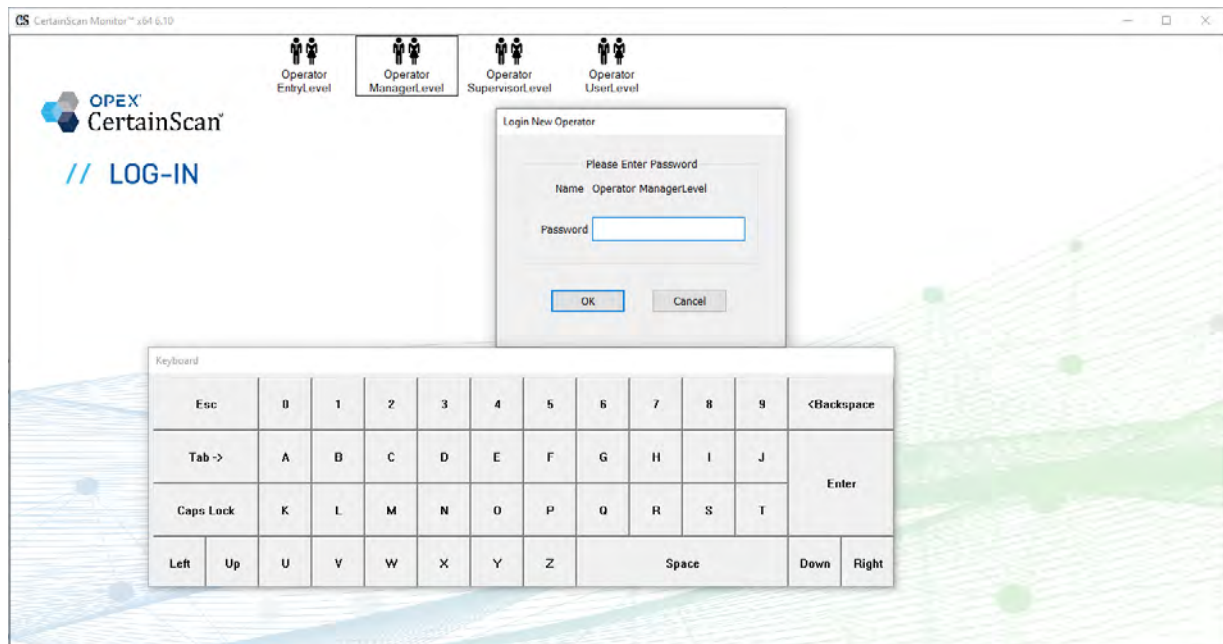 CS CertainScan Monitor™ x64 6.10
Operator EntryLevel
Operator ManagerLevel
Operator SupervisorLevel
Operator UserLevel
OPEX®
CertainScan®
// LOG-IN
Login New Operator
Please Enter Password
Name Operator ManagerLevel
Password
OK Cancel
Keyboard
Esc 0 1 2 3 4 5 6 7 8 9 <Backspace
Tab -> A B C D E F G H I J
Enter
Caps Lock K L M N O P Q R S T
Left Up U V W X Y Z Space Down Right